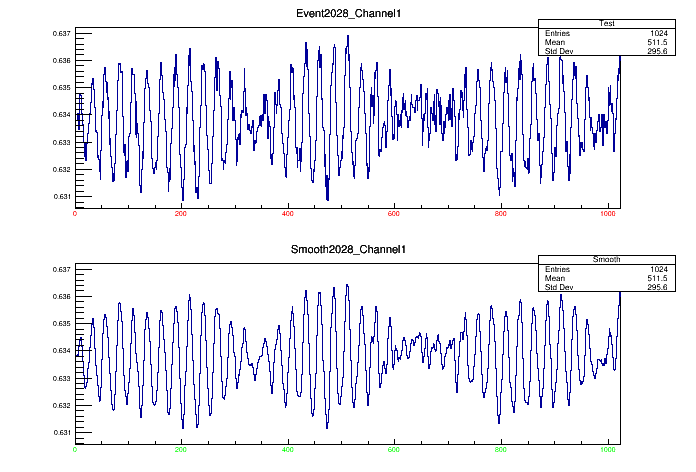 Event2028_Channel1
Test
Entries 1024
Mean 511.5
Std Dev 295.6
0.637
0.636
0.635
0.634
0.633
0.632
0.631
0 200 400 600 800 1000
Smooth2028_Channel1
Smooth
Entries 1024
Mean 511.5
Std Dev 295.6
0.637
0.636
0.635
0.634
0.633
0.632
0.631
0 200 400 600 800 1000